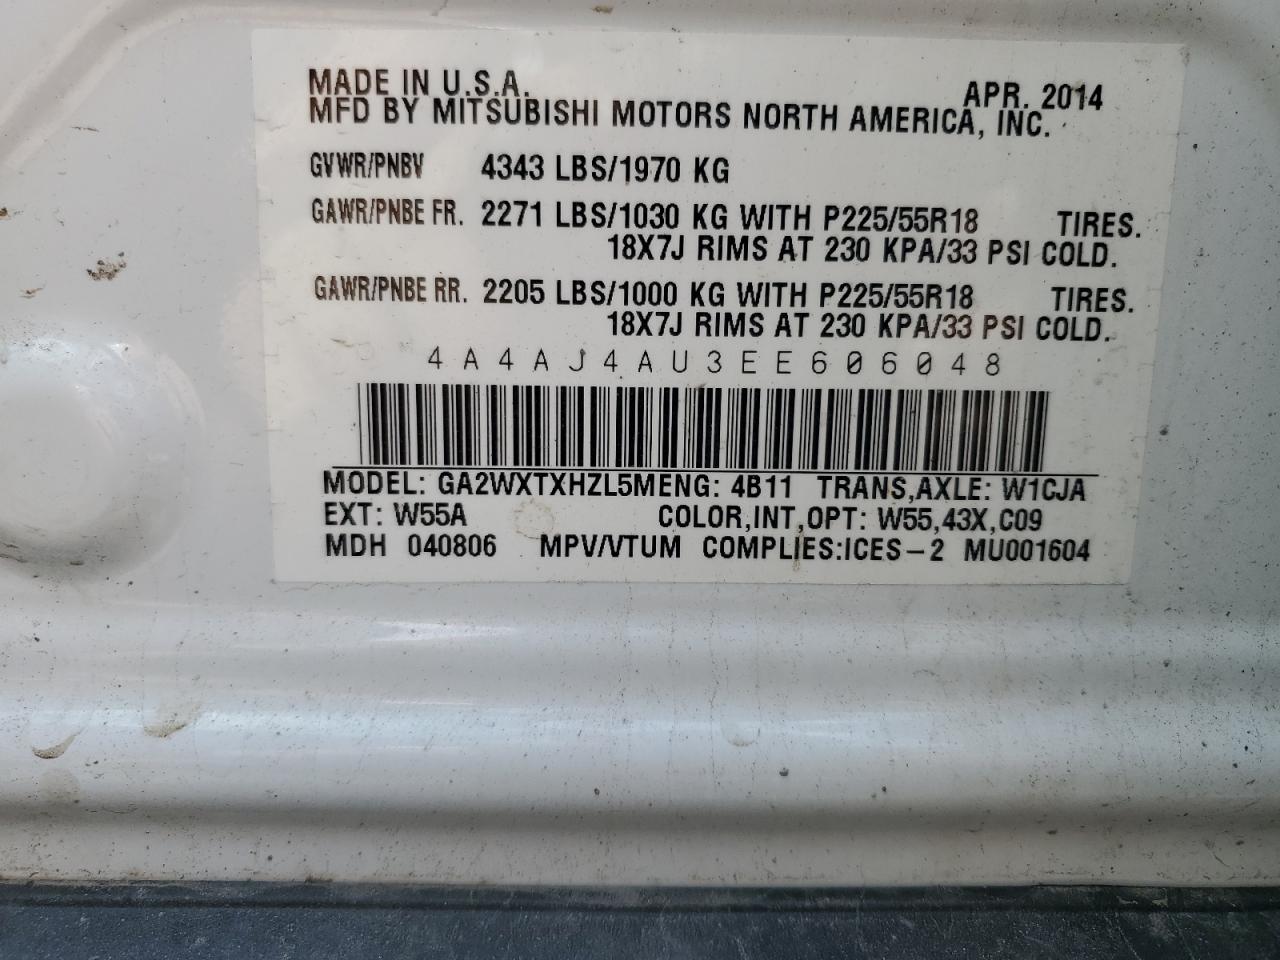 MADE IN U.S.A. APR. 2014
MFD BY MITSUBISHI MOTORS NORTH AMERICA, INC.
GVWR/PNBV 4343 LBS/1970 KG
GAWR/PNBE FR. 2271 LBS/1030 KG WITH P225/55R18 TIRES.
18X7J RIMS AT 230 KPA/33 PSI COLD.
GAWR/PNBE RR. 2205 LBS/1000 KG WITH P225/55R18 TIRES.
18X7J RIMS AT 230 KPA/33 PSI COLD.
4A4AJ4AU3EE606048
MODEL: GA2WXTXHZL5MENG: 4B11 TRANS,AXLE: W1CJA
EXT: W55A COLOR,INT,OPT: W55,43X,C09
MDH 040806 MPV/VTUM COMPLIES:ICES-2 MU001604